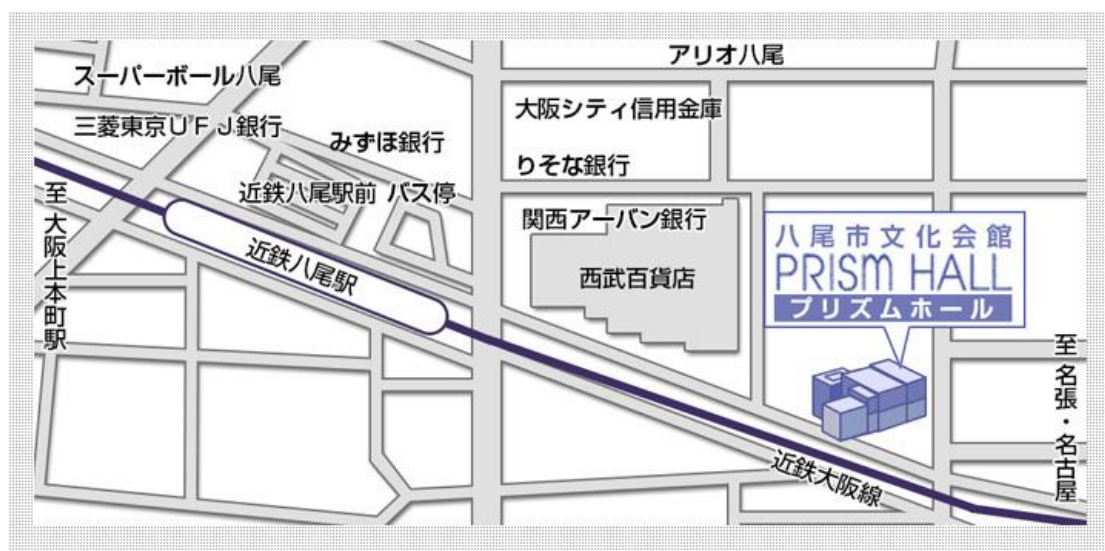 アリオ八尾
スーパーボール八尾
大阪シティ信用金庫
三菱東京ＵＦＪ銀行
みずほ銀行
りそな銀行
近鉄八尾駅前 バス停
至 大阪上本町駅
関西アーバン銀行
八尾市文化会館
PRISM HALL
プリズムホール
近鉄八尾駅
西武百貨店
至 名張・名古屋
近鉄大阪線